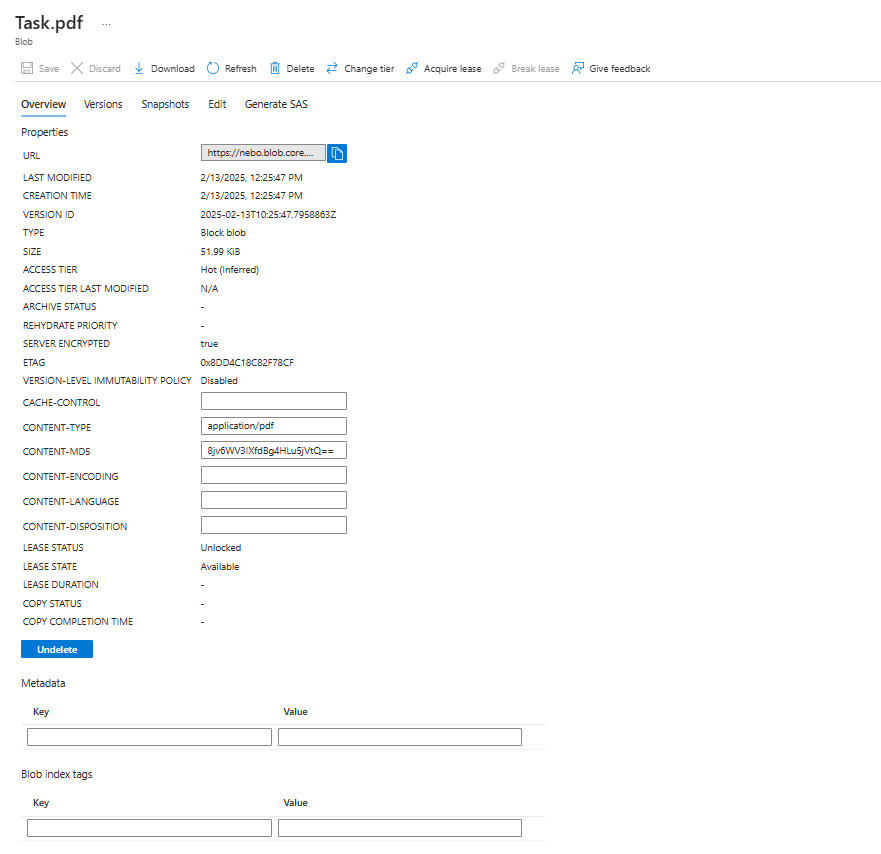 Task.pdf ...
Blob
Save Discard Download Refresh Delete Change tier Acquire lease Break lease Give feedback
Overview Versions Snapshots Edit Generate SAS
Properties
URL https://nebo.blob.core....
LAST MODIFIED 2/13/2025, 12:25:47 PM
CREATION TIME 2/13/2025, 12:25:47 PM
VERSION ID 2025-02-13T10:25:47.7958863Z
TYPE Block blob
SIZE 51.99 KiB
ACCESS TIER Hot (Inferred)
ACCESS TIER LAST MODIFIED N/A
ARCHIVE STATUS -
REHYDRATE PRIORITY -
SERVER ENCRYPTED true
ETAG 0x8DD4C18C82F78CF
VERSION-LEVEL IMMUTABILITY POLICY Disabled
CACHE-CONTROL
CONTENT-TYPE application/pdf
CONTENT-MD5 8jv6WV3IXfdBg4HLu5jVtQ==
CONTENT-ENCODING
CONTENT-LANGUAGE
CONTENT-DISPOSITION
LEASE STATUS Unlocked
LEASE STATE Available
LEASE DURATION -
COPY STATUS -
COPY COMPLETION TIME -
Undelete
Metadata
Key Value
Blob index tags
Key Value